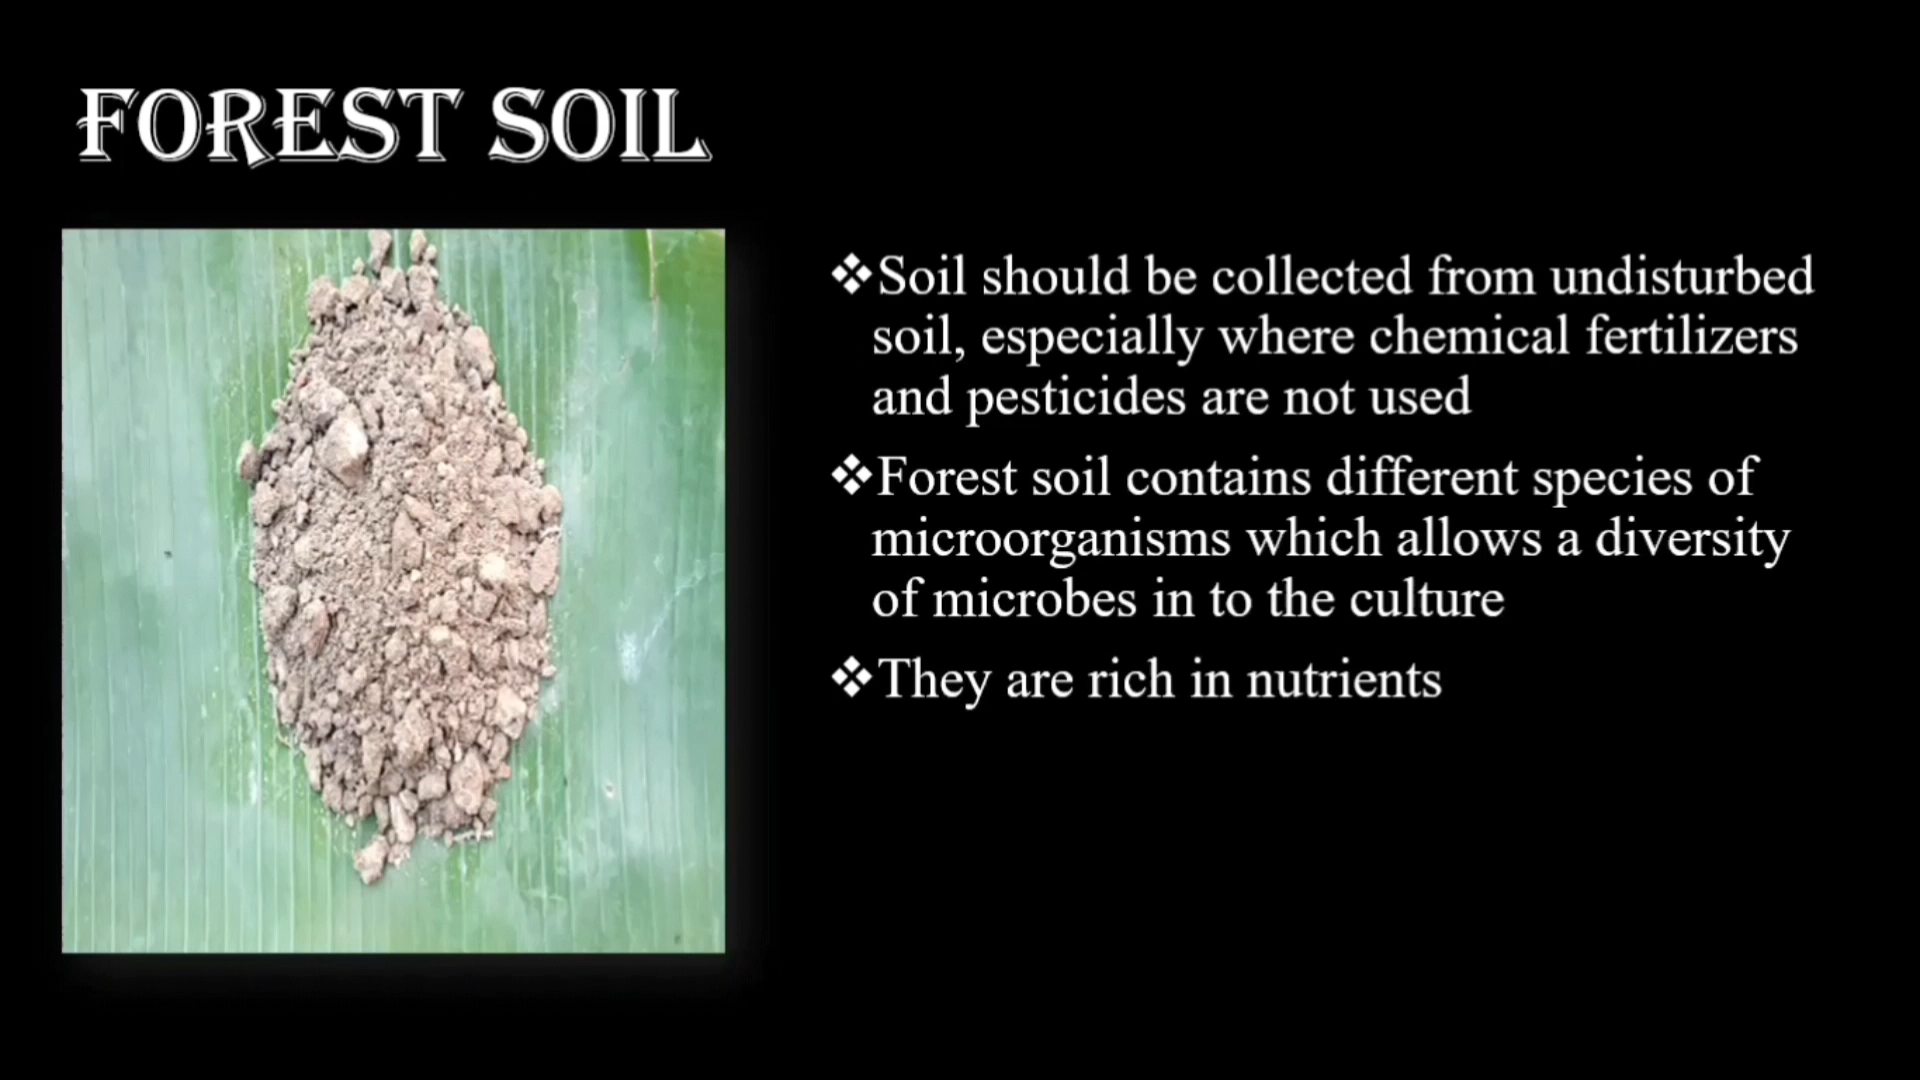 FOREST SOIL
❖Soil should be collected from undisturbed
soil, especially where chemical fertilizers
and pesticides are not used
❖Forest soil contains different species of
microorganisms which allows a diversity
of microbes in to the culture
❖They are rich in nutrients